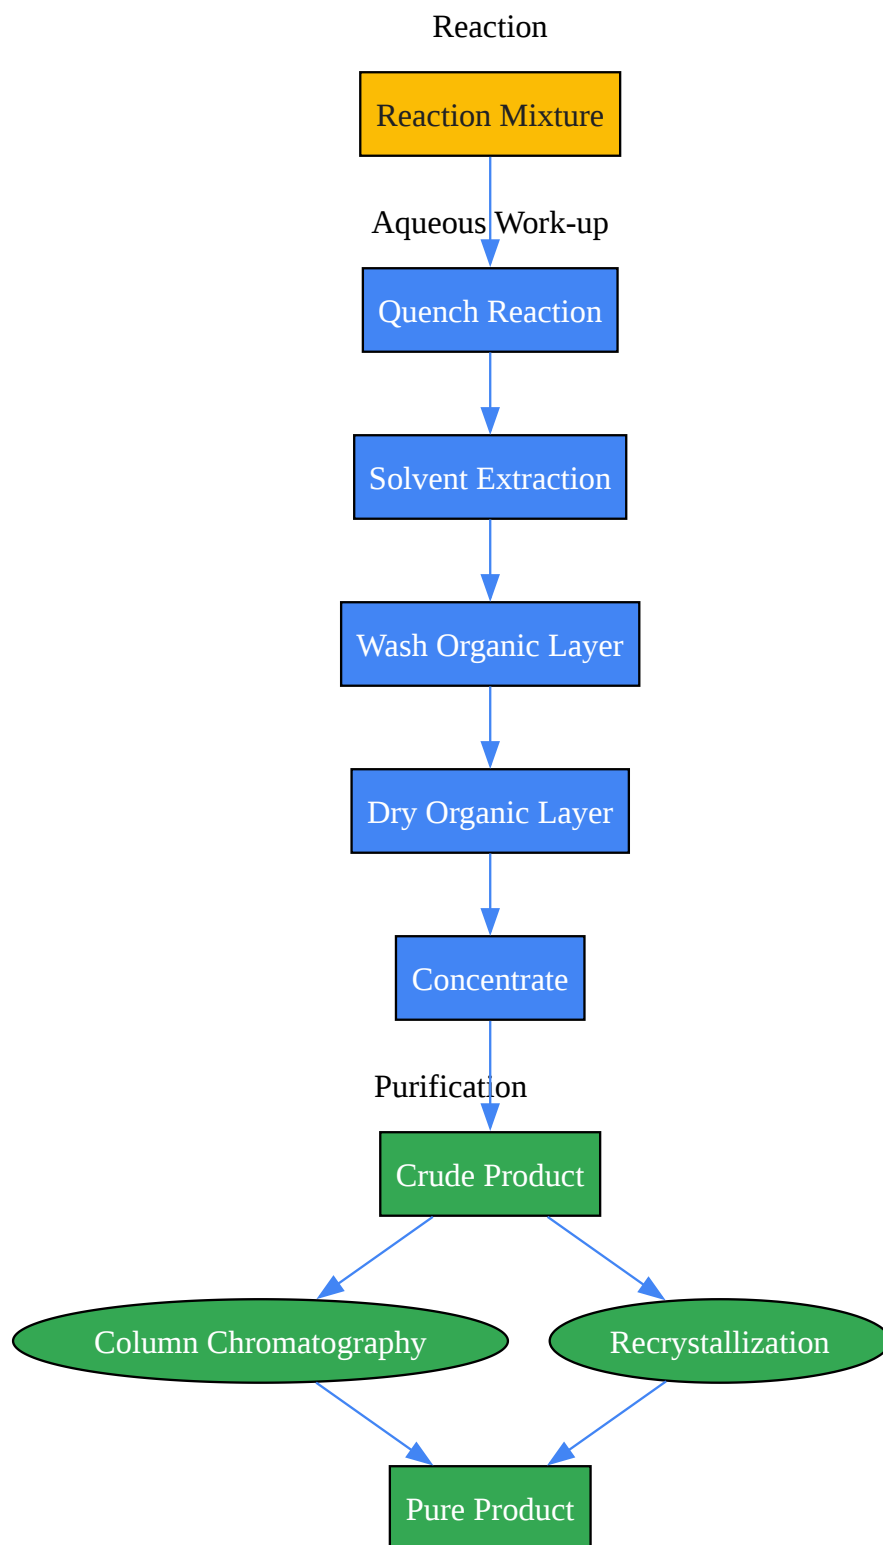 Reaction
Reaction Mixture
Aqueous Work-up
Quench Reaction
Solvent Extraction
Wash Organic Layer
Dry Organic Layer
Concentrate
Purification
Crude Product
Column Chromatography
Recrystallization
Pure Product